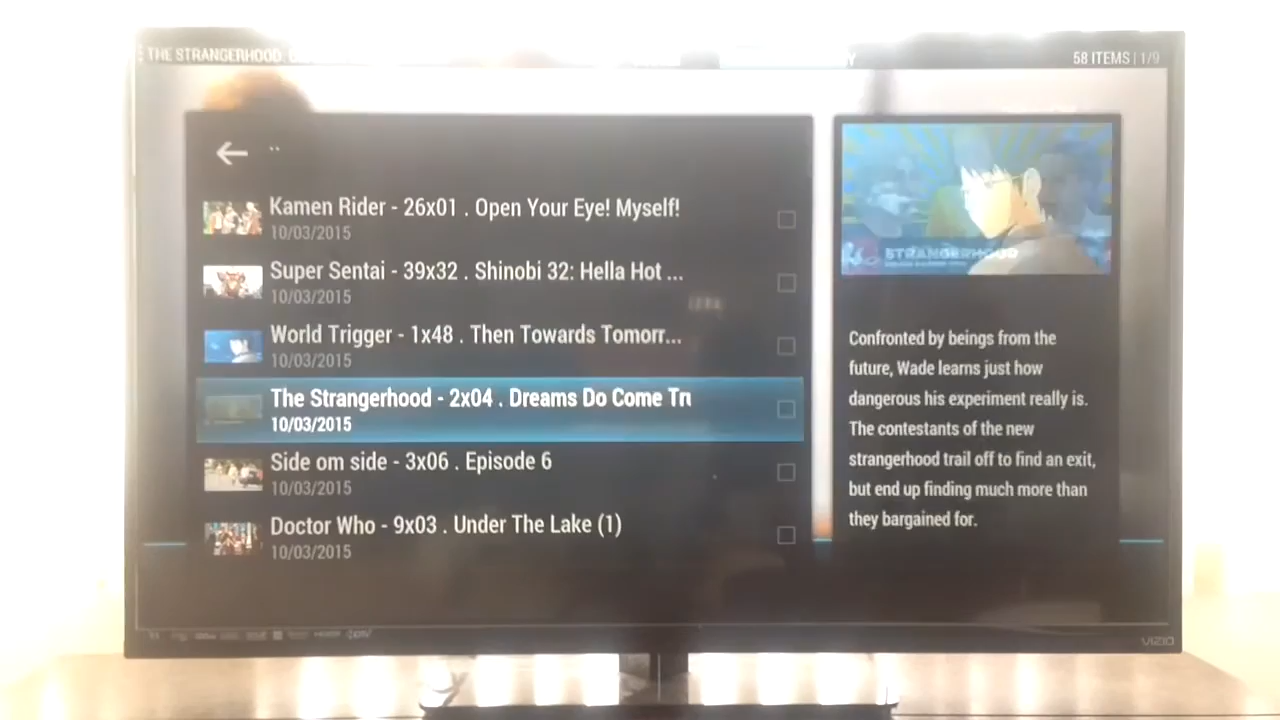 THE STRANGERHOOD
58 ITEMS | 1/9
..
Kamen Rider - 26x01 . Open Your Eye! Myself!
10/03/2015
Super Sentai - 39x32 . Shinobi 32: Hella Hot ...
10/03/2015
World Trigger - 1x48 . Then Towards Tomorr...
10/03/2015
The Strangerhood - 2x04 . Dreams Do Come Tru
10/03/2015
Side om side - 3x06 . Episode 6
10/03/2015
Doctor Who - 9x03 . Under The Lake (1)
10/03/2015
STRANGERHOOD
Confronted by beings from the
future, Wade learns just how
dangerous his experiment really is.
The contestants of the new
strangerhood trail off to find an exit,
but end up finding much more than
they bargained for.
VIZIO